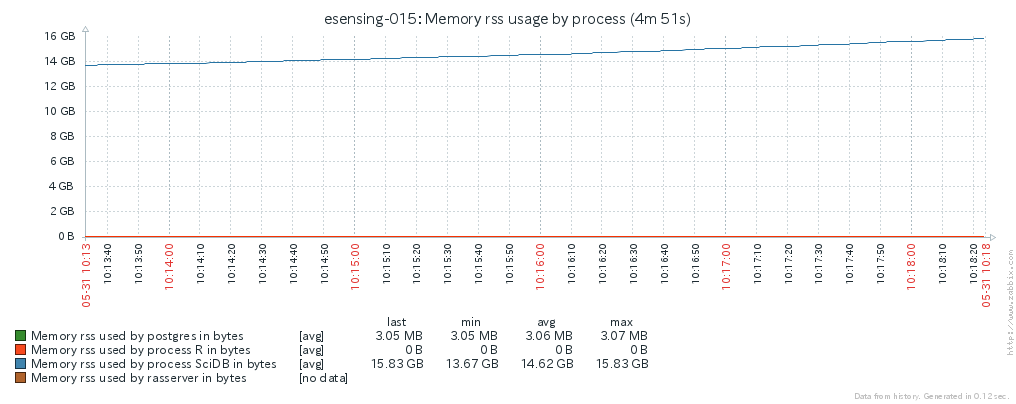 esensing-015: Memory rss usage by process (4m 51s)
16 GB
14 GB
12 GB
10 GB
8 GB
6 GB
4 GB
2 GB
0 B
05-31 10:13
10:13:40
10:13:50
10:14:00
10:14:10
10:14:20
10:14:30
10:14:40
10:14:50
10:15:00
10:15:10
10:15:20
10:15:30
10:15:40
10:15:50
10:16:00
10:16:10
10:16:20
10:16:30
10:16:40
10:16:50
10:17:00
10:17:10
10:17:20
10:17:30
10:17:40
10:17:50
10:18:00
10:18:10
10:18:20
05-31 10:18
last min avg max
Memory rss used by postgres in bytes [avg] 3.05 MB 3.05 MB 3.06 MB 3.07 MB
Memory rss used by process R in bytes [avg] 0 B 0 B 0 B 0 B
Memory rss used by process SciDB in bytes [avg] 15.83 GB 13.67 GB 14.62 GB 15.83 GB
Memory rss used by rasserver in bytes [no data]
http://www.zabbix.com
Data from history. Generated in 0.12 sec.